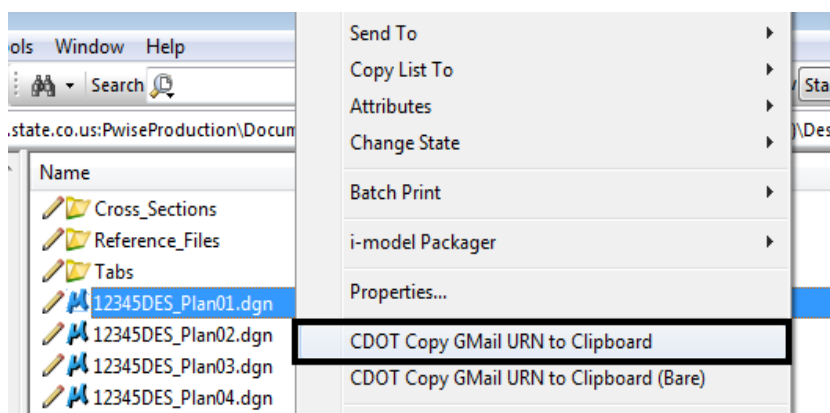 ools Window Help
Search
.state.co.us:PwiseProduction\Docum
Name
Cross_Sections
Reference_Files
Tabs
12345DES_Plan01.dgn
12345DES_Plan02.dgn
12345DES_Plan03.dgn
12345DES_Plan04.dgn
Send To
Copy List To
Attributes
Change State
Batch Print
i-model Packager
Properties...
CDOT Copy GMail URN to Clipboard
CDOT Copy GMail URN to Clipboard (Bare)
Sta
)\Des